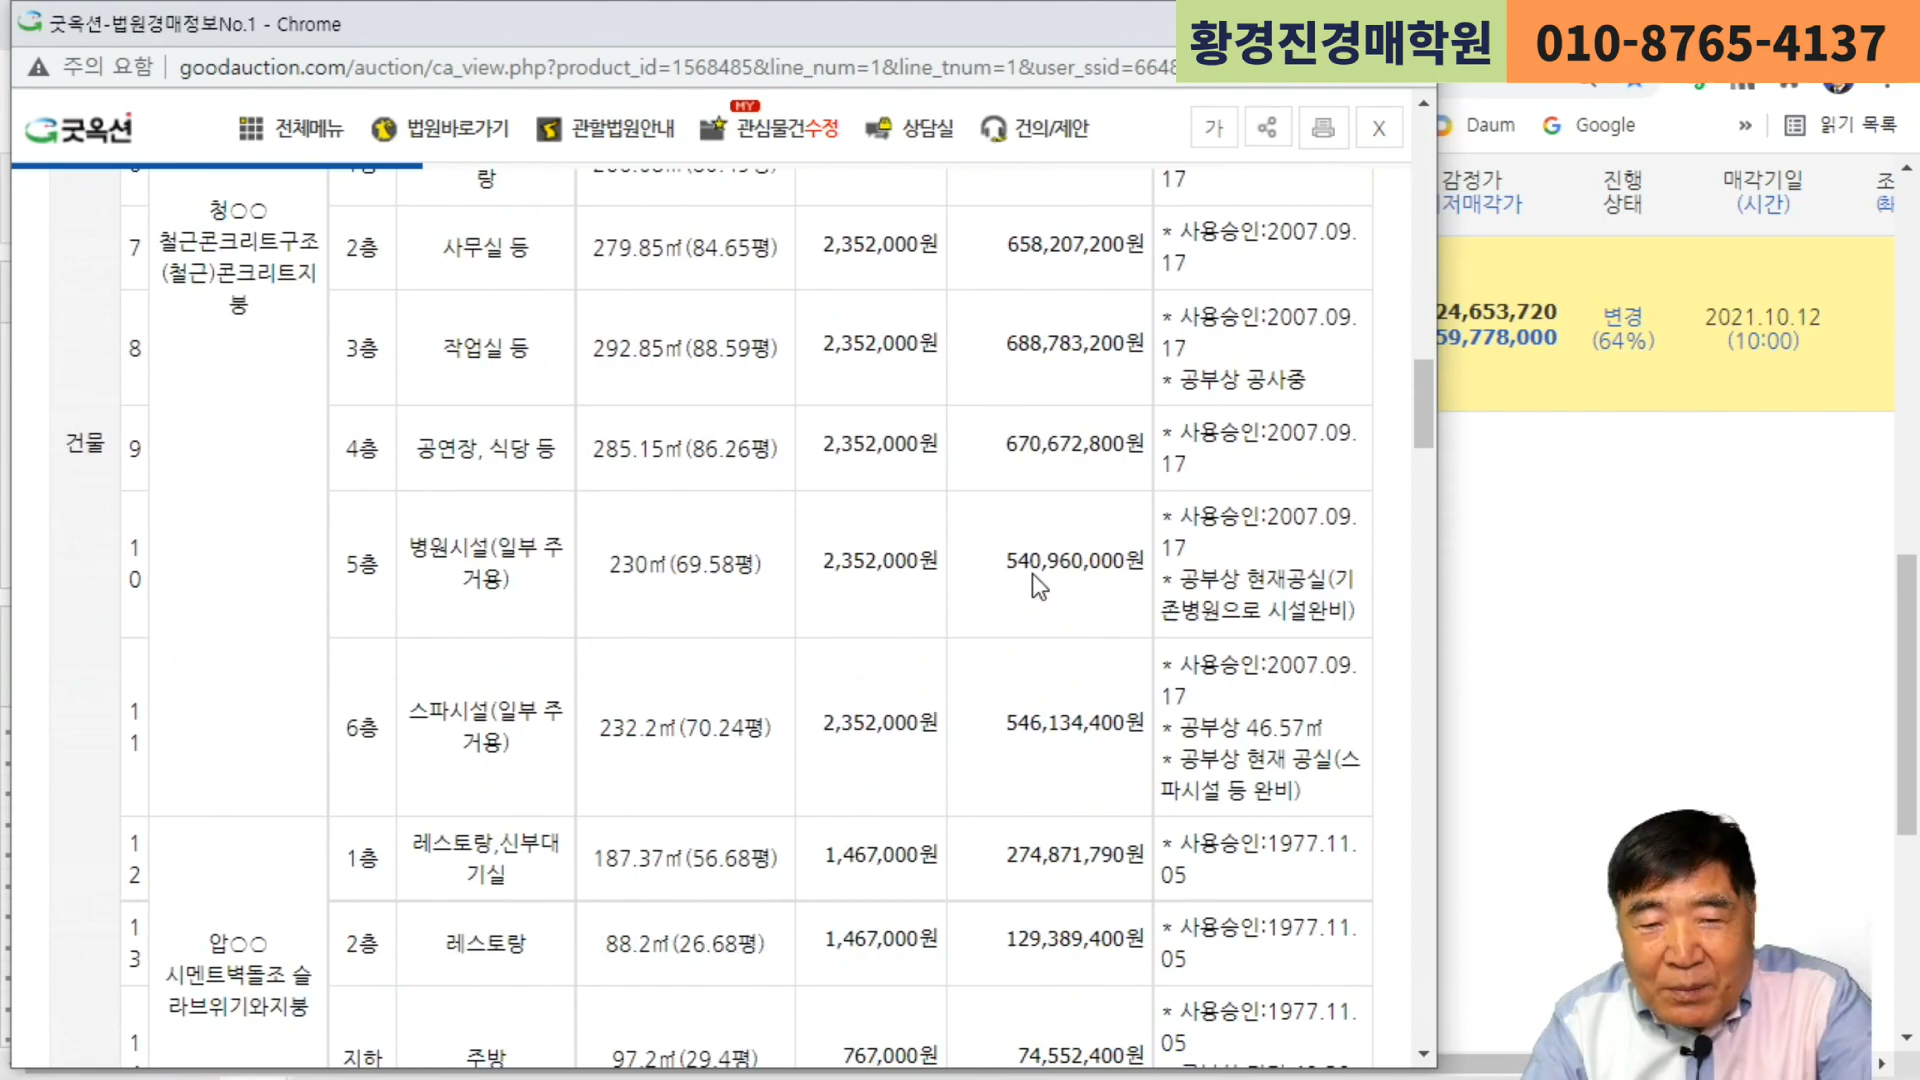 굿옥션-법원경매정보No.1 - Chrome
황경진경매학원
010-8765-4137
주의 요함
goodauction.com/auction/ca_view.php?product_id=1568485&line_num=1&line_tnum=1&user_ssid=6648
굿옥션
전체메뉴
법원바로가기
관할법원안내
MY
관심물건수정
상담실
건의/제안
가
X
Daum
Google
»
읽기 목록
감정가
저매각가
진행
상태
매각기일
(시간)
조
24,653,720
59,778,000
변경
(64%)
2021.10.12
(10:00)
건물
청○○
철근콘크리트구조
(철근)콘크리트지
붕
랑
17
7
2층
사무실 등
279.85㎡(84.65평)
2,352,000원
658,207,200원
* 사용승인:2007.09.
17
8
3층
작업실 등
292.85㎡(88.59평)
2,352,000원
688,783,200원
* 사용승인:2007.09.
17
* 공부상 공사중
9
4층
공연장, 식당 등
285.15㎡(86.26평)
2,352,000원
670,672,800원
* 사용승인:2007.09.
17
1
0
5층
병원시설(일부 주
거용)
230㎡(69.58평)
2,352,000원
540,960,000원
* 사용승인:2007.09.
17
* 공부상 현재공실(기
존병원으로 시설완비)
1
1
6층
스파시설(일부 주
거용)
232.2㎡(70.24평)
2,352,000원
546,134,400원
* 사용승인:2007.09.
17
* 공부상 46.57㎡
* 공부상 현재 공실(스
파시설 등 완비)
압○○
시멘트벽돌조 슬
라브위기와지붕
1
2
1층
레스토랑,신부대
기실
187.37㎡(56.68평)
1,467,000원
274,871,790원
* 사용승인:1977.11.
05
1
3
2층
레스토랑
88.2㎡(26.68평)
1,467,000원
129,389,400원
* 사용승인:1977.11.
05
1
지하
주방
97.2㎡(29.4평)
767,000원
74,552,400원
* 사용승인:1977.11.
05